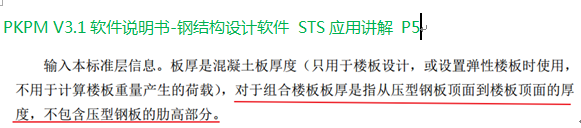 PKPM V3.1 软件说明书-钢结构设计软件 STS 应用讲解 P5
输入本标准层信息。板厚是混凝土板厚度（只用于楼板设计，或设置弹性楼板时使用，
不用于计算楼板重量产生的荷载），对于组合楼板板厚是指从压型钢板顶面到楼板顶面的厚
度，不包含压型钢板的肋高部分。